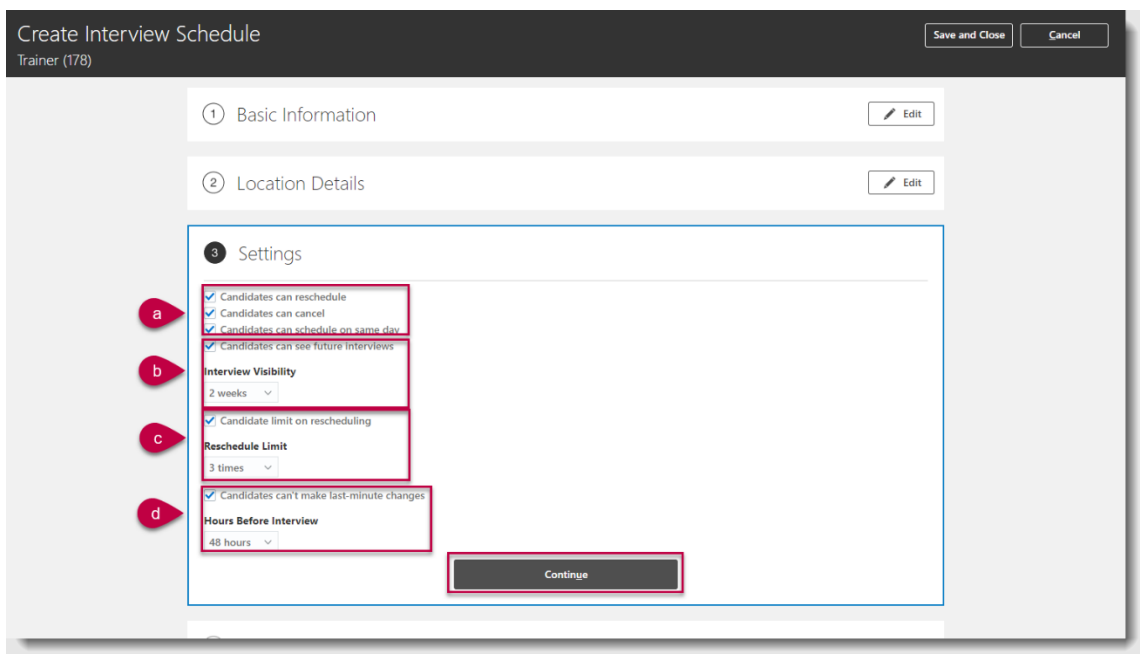 Create Interview Schedule
Trainer (178)
Save and Close
Cancel
1 Basic Information
Edit
2 Location Details
Edit
3 Settings
a
Candidates can reschedule
Candidates can cancel
Candidates can schedule on same day
b
Candidates can see future interviews
Interview Visibility
2 weeks
c
Candidate limit on rescheduling
Reschedule Limit
3 times
d
Candidates can't make last-minute changes
Hours Before Interview
48 hours
Continue